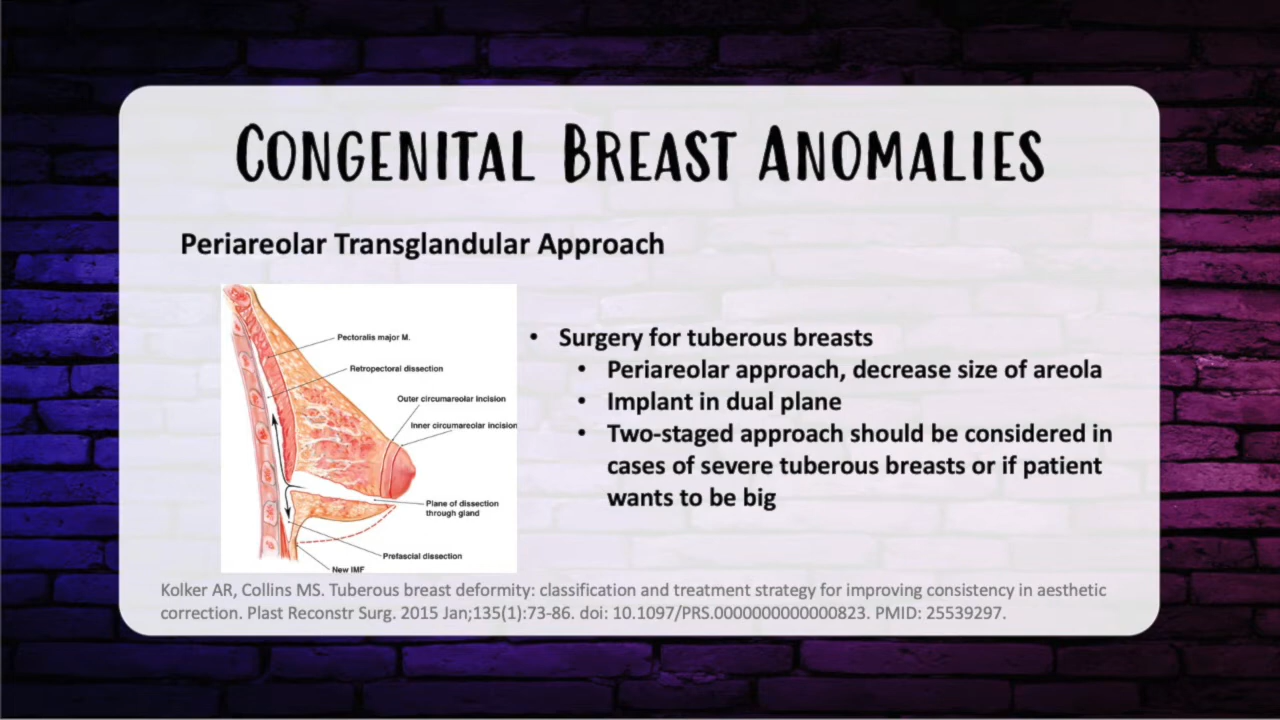 CONGENITAL BREAST ANOMALIES
Periareolar Transglandular Approach
Pectoralis major M.
Retropectoral dissection
Outer circumareolar incision
Inner circumareolar incision
Plane of dissection
through gland
Prefascial dissection
New IMF
• Surgery for tuberous breasts
• Periareolar approach, decrease size of areola
• Implant in dual plane
• Two-staged approach should be considered in
cases of severe tuberous breasts or if patient
wants to be big
Kolker AR, Collins MS. Tuberous breast deformity: classification and treatment strategy for improving consistency in aesthetic
correction. Plast Reconstr Surg. 2015 Jan;135(1):73-86. doi: 10.1097/PRS.0000000000000823. PMID: 25539297.